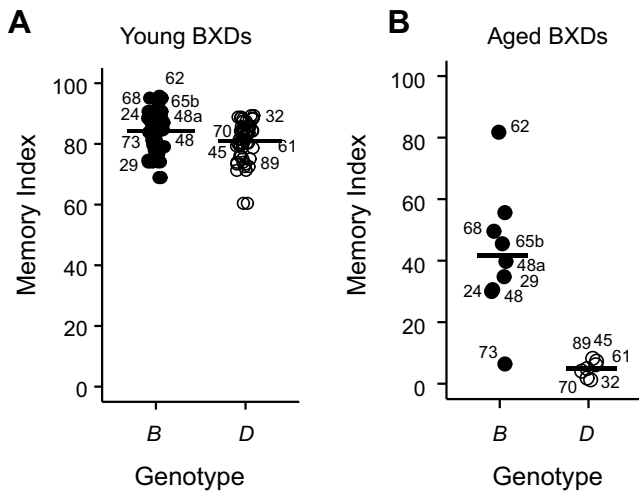 A
Young BXDs
Memory Index
100
80
60
40
20
0
62
68
65b
24
48a
32
70
73
48
61
45
29
89
B
D
Genotype
B
Aged BXDs
Memory Index
100
80
60
40
20
0
62
68
65b
48a
29
24
48
73
89
45
61
70
32
B
D
Genotype